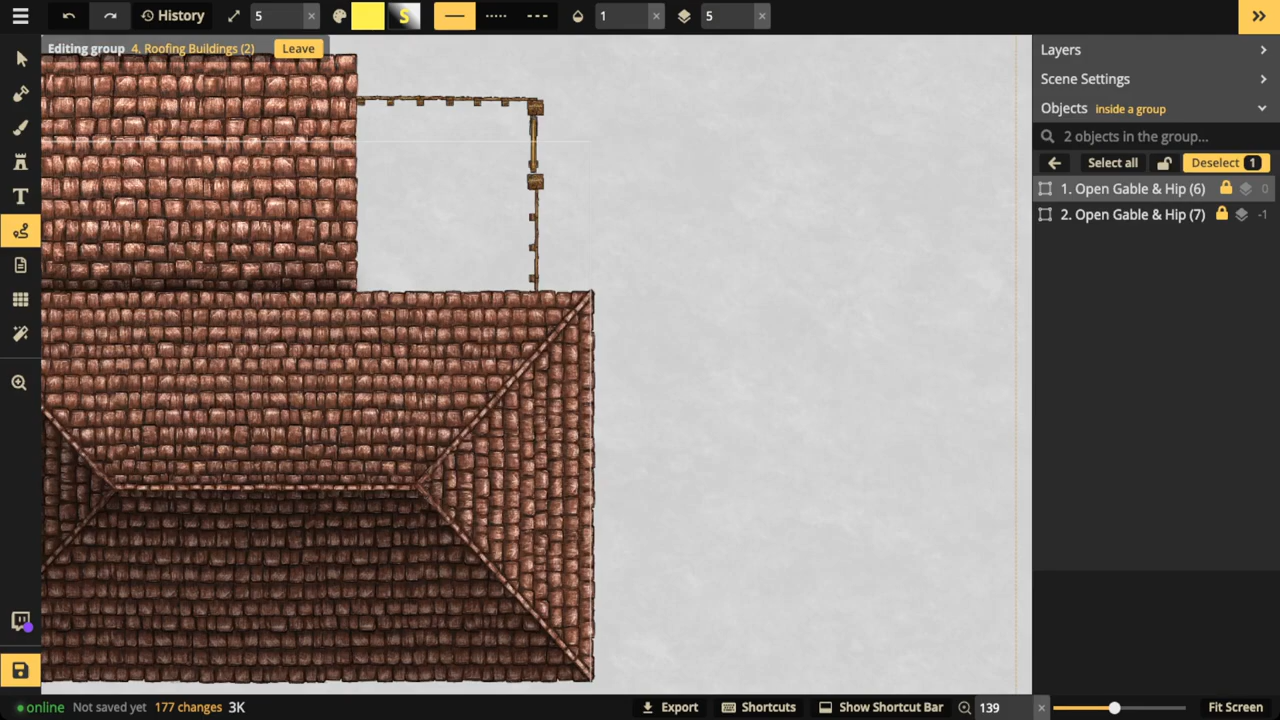 History
5
S
1
5
Editing group 4. Roofing Buildings (2) Leave
Layers
Scene Settings
Objects inside a group
2 objects in the group...
Select all
Deselect 1
1. Open Gable & Hip (6) 0
2. Open Gable & Hip (7) -1
T
online Not saved yet 177 changes 3K
Export
Shortcuts
Show Shortcut Bar
139
Fit Screen